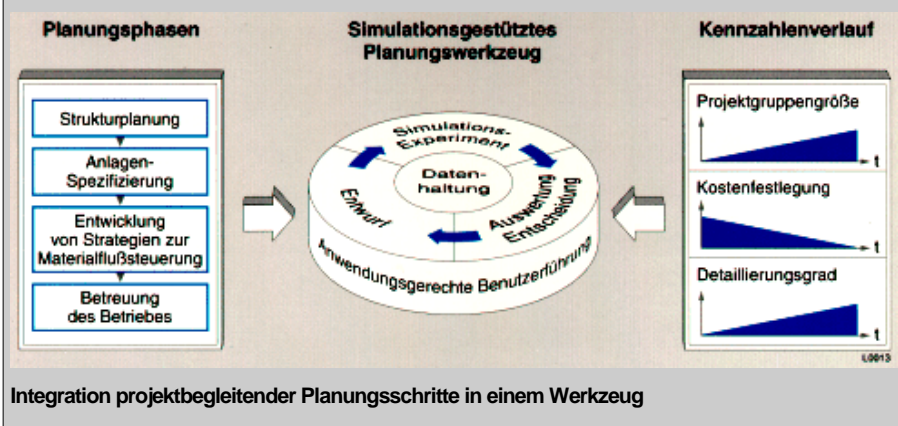 Planungsphasen
Strukturplanung
Anlagen-
Spezifizierung
Entwicklung
von Strategien zur
Materialflußsteuerung
Betreuung
des Betriebes
Simulationsgestütztes
Planungswerkzeug
Simulations-
Experiment
Daten-
haltung
Entwurf
Auswertung
Entscheidung
Anwendungsgerechte Benutzerführung
Kennzahlenverlauf
Projektgruppengröße
t
Kostenfestlegung
t
Detaillierungsgrad
t
L0013
Integration projektbegleitender Planungsschritte in einem Werkzeug